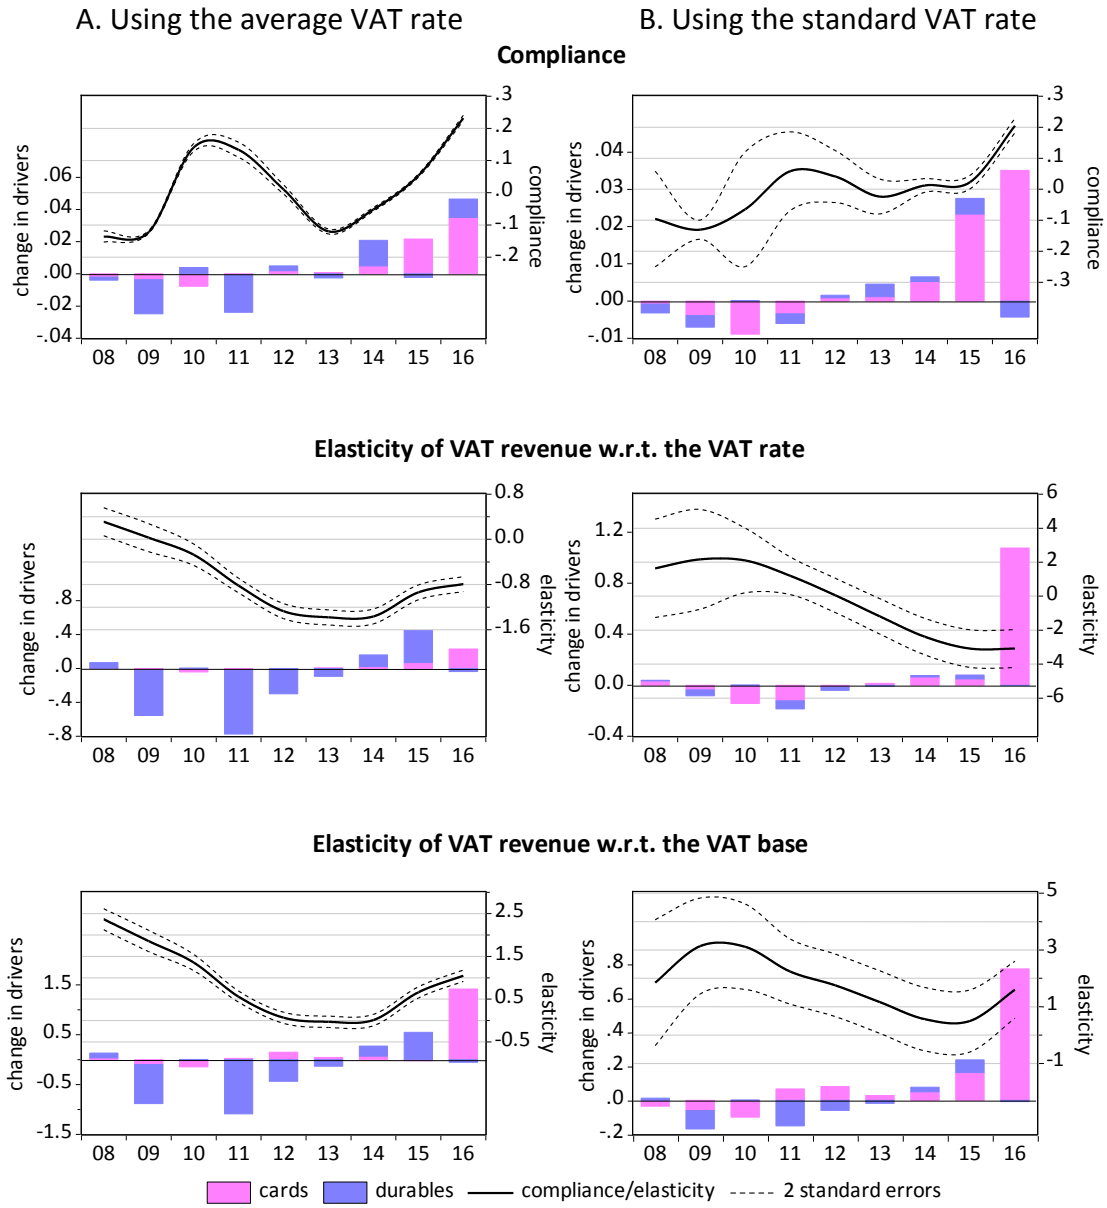 A. Using the average VAT rate
B. Using the standard VAT rate
Compliance
change in drivers
.06
.04
.02
.00
-.02
-.04
.3
.2
.1
.0
-.1
-.2
compliance
08 09 10 11 12 13 14 15 16
change in drivers
.04
.03
.02
.01
.00
-.01
.3
.2
.1
.0
-.1
-.2
-.3
compliance
08 09 10 11 12 13 14 15 16
Elasticity of VAT revenue w.r.t. the VAT rate
change in drivers
.8
.4
.0
-.4
-.8
0.8
0.0
-0.8
-1.6
elasticity
08 09 10 11 12 13 14 15 16
change in drivers
1.2
0.8
0.4
0.0
-0.4
6
4
2
0
-2
-4
-6
elasticity
08 09 10 11 12 13 14 15 16
Elasticity of VAT revenue w.r.t. the VAT base
change in drivers
1.5
0.5
-0.5
-1.5
2.5
1.5
0.5
-0.5
elasticity
08 09 10 11 12 13 14 15 16
change in drivers
.8
.6
.4
.2
.0
-.2
5
3
1
-1
elasticity
08 09 10 11 12 13 14 15 16
cards durables compliance/elasticity 2 standard errors